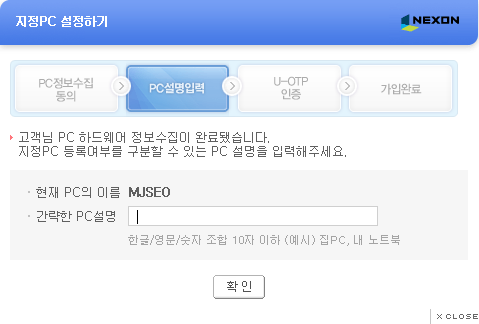 지정PC 설정하기
NEXON
PC정보수집
동의
PC설명입력
U-OTP
인증
가입완료
고객님 PC 하드웨어 정보수집이 완료됐습니다.
지정PC 등록여부를 구분할 수 있는 PC 설명을 입력해주세요.
· 현재 PC의 이름 MJSEO
· 간략한 PC설명
한글/영문/숫자 조합 10자 이하 (예시) 집PC, 내 노트북
확인
X CLOSE